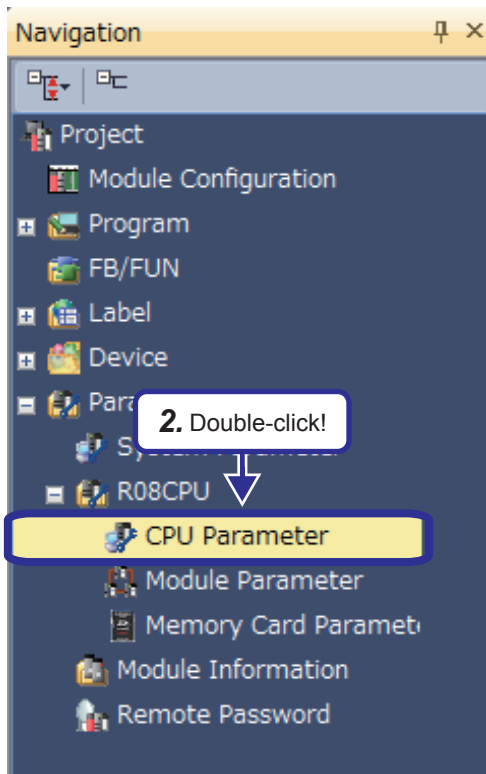 Navigation
Project
Module Configuration
Program
FB/FUN
Label
Device
Para
2. Double-click!
R08CPU
CPU Parameter
Module Parameter
Memory Card Paramet
Module Information
Remote Password